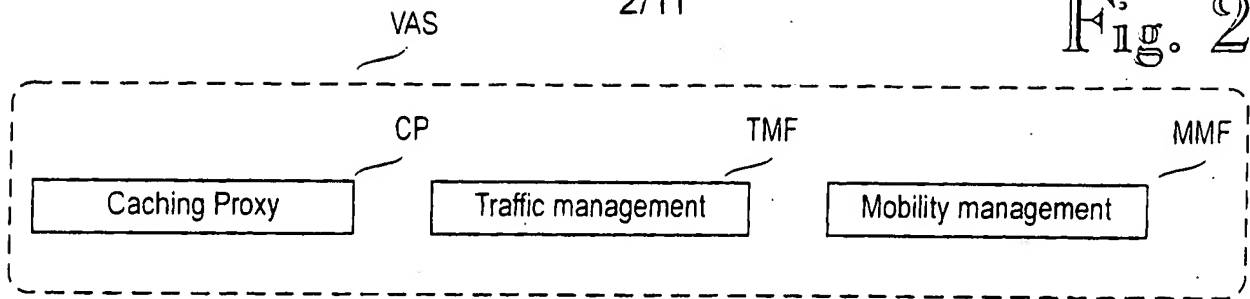 2/11
Fig. 2
VAS
CP
TMF
MMF
Caching Proxy
Traffic management
Mobility management